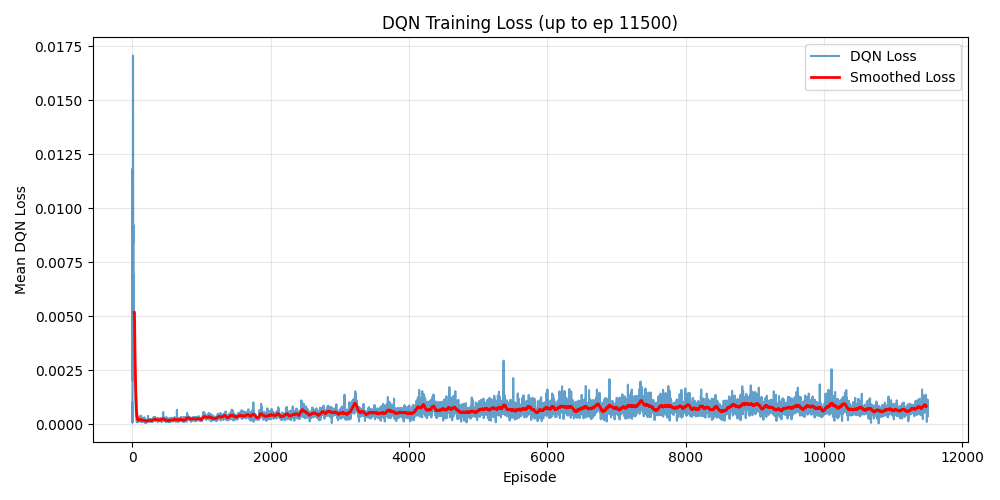 DQN Training Loss (up to ep 11500)
DQN Loss
Smoothed Loss
Mean DQN Loss
0.0175
0.0150
0.0125
0.0100
0.0075
0.0050
0.0025
0.0000
0 2000 4000 6000 8000 10000 12000
Episode